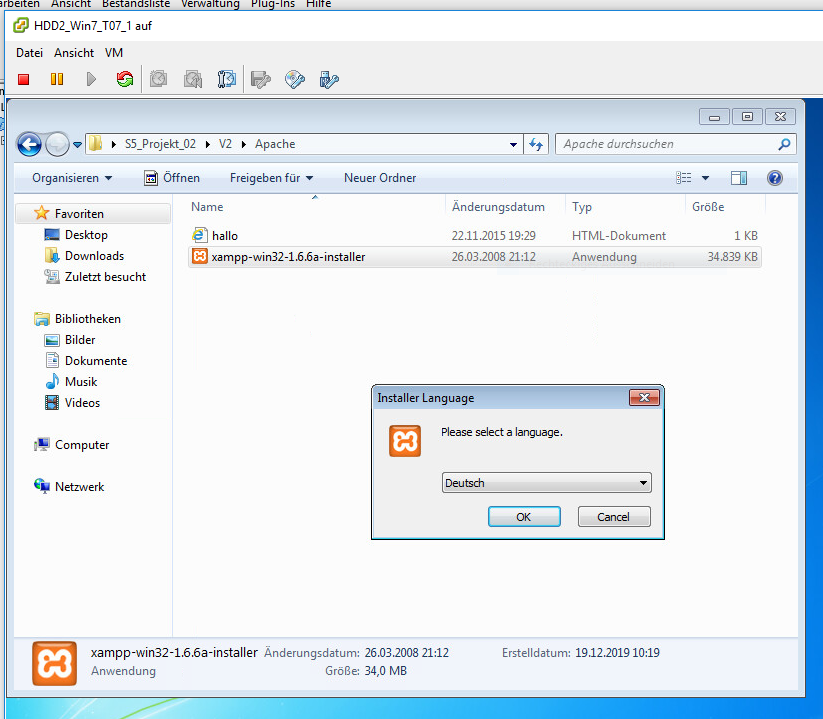 arbeiten Ansicht Bestandsliste Verwaltung Plug-Ins Hilfe
HDD2_Win7_T07_1 auf
Datei Ansicht VM
S5_Projekt_02 V2 Apache
Apache durchsuchen
Organisieren Öffnen Freigeben für Neuer Ordner
Name Änderungsdatum Typ Größe
hallo 22.11.2015 19:29 HTML-Dokument 1 KB
xampp-win32-1.6.6a-installer 26.03.2008 21:12 Anwendung 34.839 KB
Favoriten
Desktop
Downloads
Zuletzt besucht
Bibliotheken
Bilder
Dokumente
Musik
Videos
Computer
Netzwerk
Installer Language
Please select a language.
Deutsch
OK Cancel
xampp-win32-1.6.6a-installer Änderungsdatum: 26.03.2008 21:12 Erstelldatum: 19.12.2019 10:19
Anwendung Größe: 34,0 MB